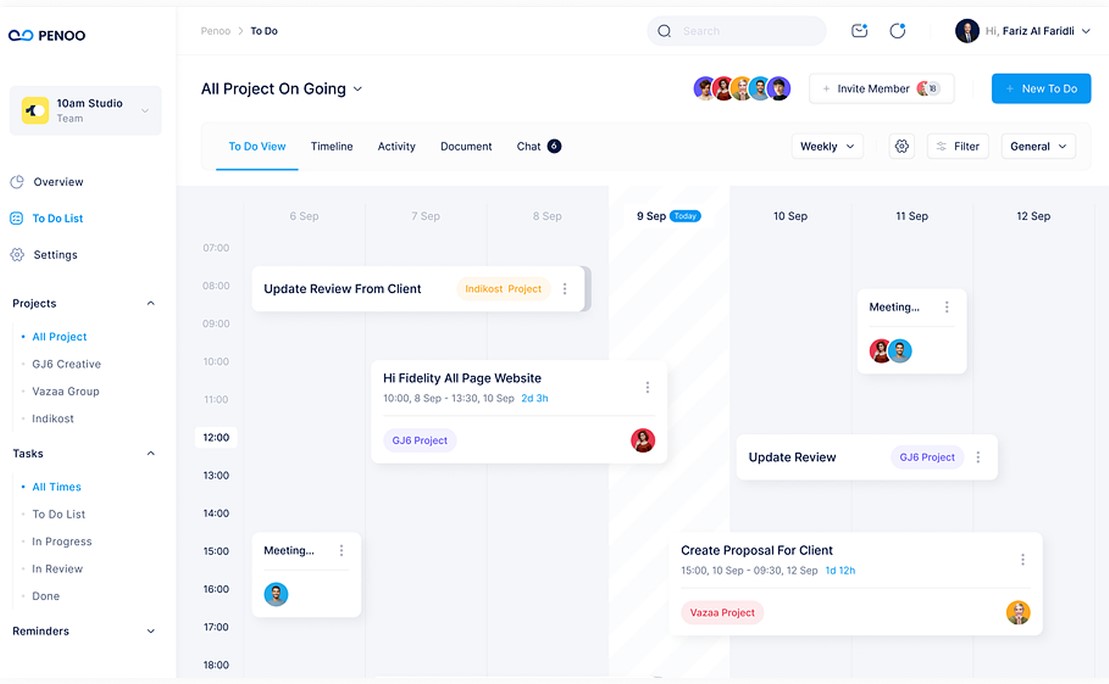 PENOO
Penoo > To Do
Search
Hi, Fariz Al Faridli
10am Studio
Team
All Project On Going
+ Invite Member 18
+ New To Do
To Do View Timeline Activity Document Chat 6
Weekly Filter General
Overview
To Do List
Settings
Projects
All Project
GJ6 Creative
Vazaa Group
Indikost
Tasks
All Times
To Do List
In Progress
In Review
Done
Reminders
6 Sep 7 Sep 8 Sep 9 Sep Today 10 Sep 11 Sep 12 Sep
07:00
08:00
09:00
10:00
11:00
12:00
13:00
14:00
15:00
16:00
17:00
18:00
Update Review From Client Indikost Project
Meeting...
Hi Fidelity All Page Website
10:00, 8 Sep - 13:30, 10 Sep 2d 3h
GJ6 Project
Update Review GJ6 Project
Meeting...
Create Proposal For Client
15:00, 10 Sep - 09:30, 12 Sep 1d 12h
Vazaa Project